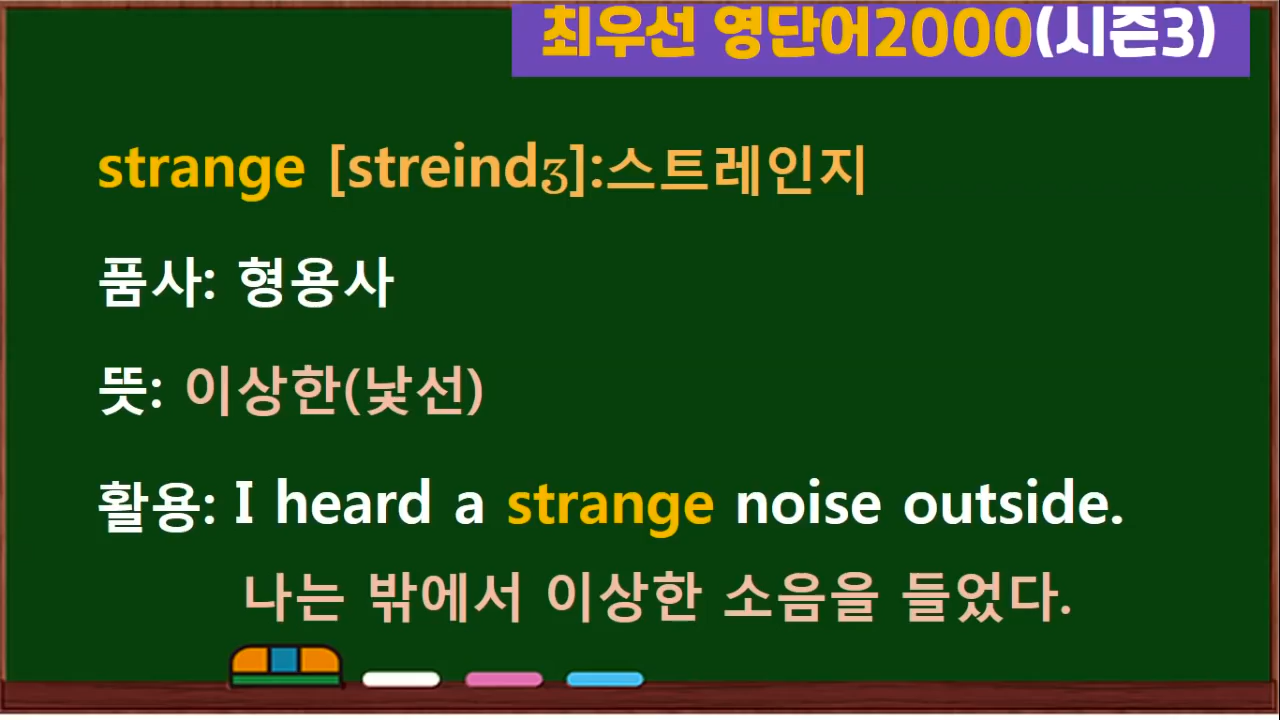 최우선 영단어2000(시즌3)
strange [streindʒ]:스트레인지
품사: 형용사
뜻: 이상한(낯선)
활용: I heard a strange noise outside.
나는 밖에서 이상한 소음을 들었다.